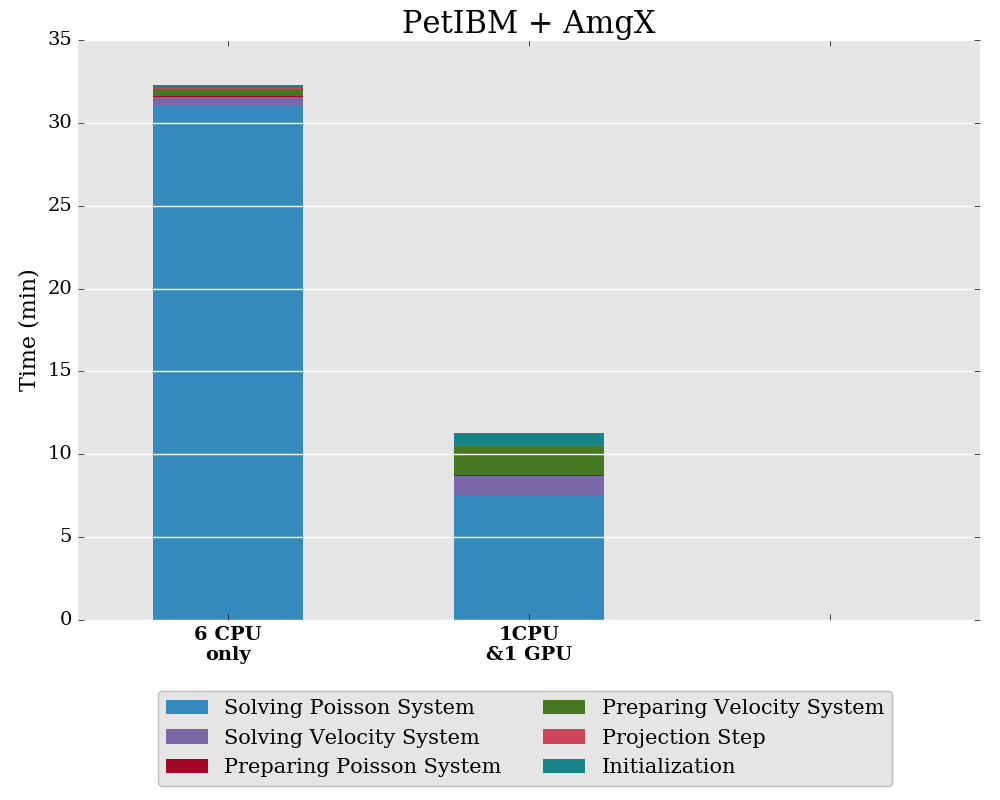 PetIBM + AmgX
35
30
25
20
15
10
5
0
Time (min)
6 CPU
only
1CPU
&1 GPU
Solving Poisson System
Solving Velocity System
Preparing Poisson System
Preparing Velocity System
Projection Step
Initialization